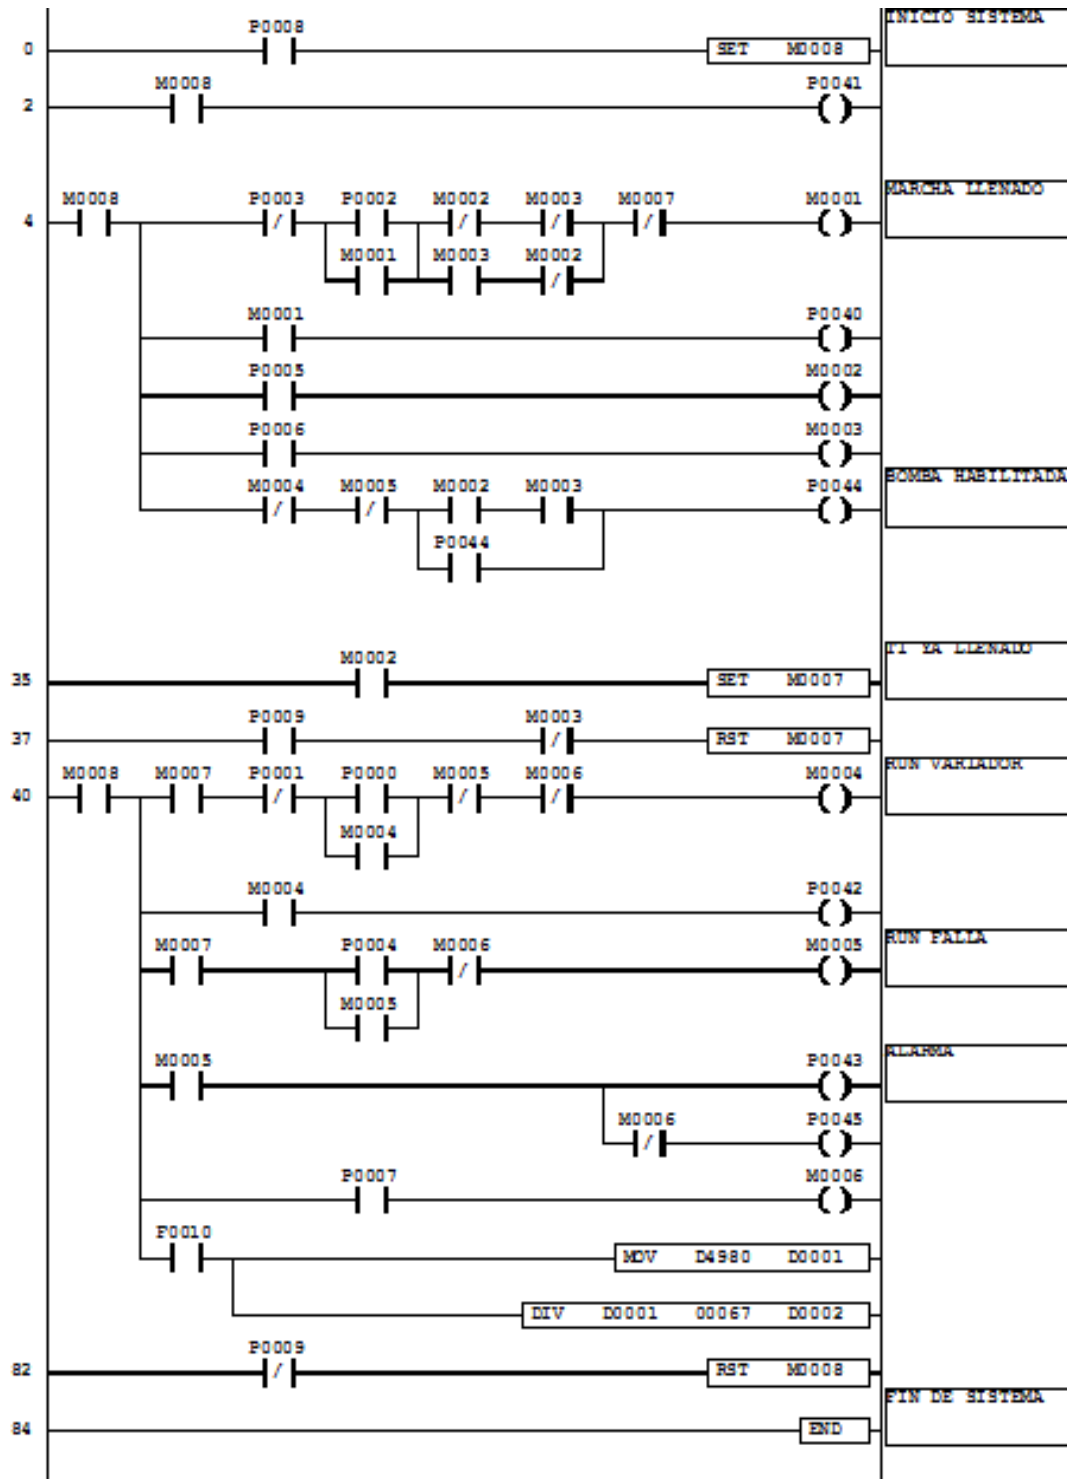 INICIO SISTEMA
P0008
0 SET M0008
M0008 P0041
2
MARCHA LLENADO
M0008 P0003 P0002 M0002 M0003 M0007 M0001
4 / / / /
M0001 M0003 M0002
/
M0001 P0040
P0005 M0002
P0006 M0003
BOMBA HABILITADA
M0004 M0005 M0002 M0003 P0044
/ /
P0044
YA LLENADO
M0002
35 SET M0007
P0009 M0003
37 / RST M0007
RUN VARIADOR
M0008 M0007 P0001 P0000 M0005 M0006 M0004
40 / / /
M0004
M0004 P0042
RUN FALLA
M0007 P0004 M0006 M0005
/
M0005
ALARMA
M0005 P0043
M0006 P0045
/
P0007 M0006
F0010
MOV D4980 D0001
DIV D0001 00067 D0002
P0009
82 / RST M0008
FIN DE SISTEMA
84 END